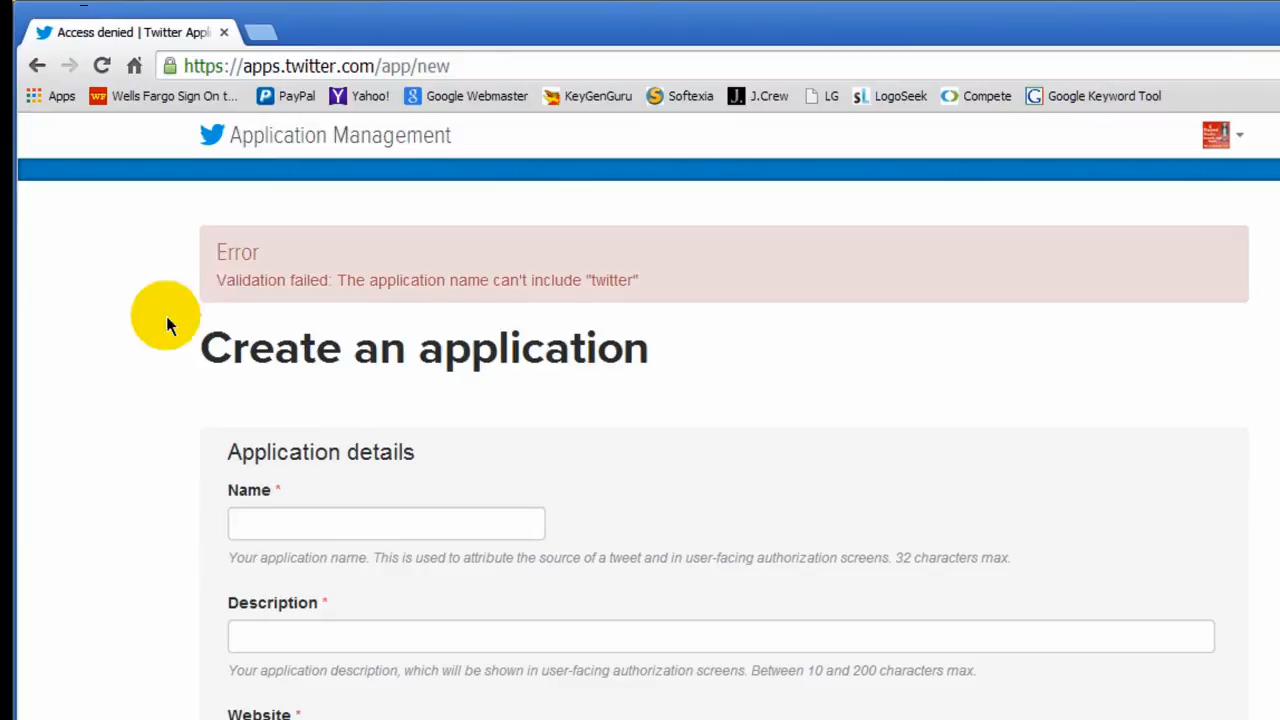 Access denied | Twitter Appli
https://apps.twitter.com/app/new
Apps Wells Fargo Sign On t... PayPal Yahoo! Google Webmaster KeyGenGuru Softexia J.Crew LG LogoSeek Compete Google Keyword Tool
Application Management
Error
Validation failed: The application name can't include "twitter"
Create an application
Application details
Name *
Your application name. This is used to attribute the source of a tweet and in user-facing authorization screens. 32 characters max.
Description *
Your application description, which will be shown in user-facing authorization screens. Between 10 and 200 characters max.
Website *